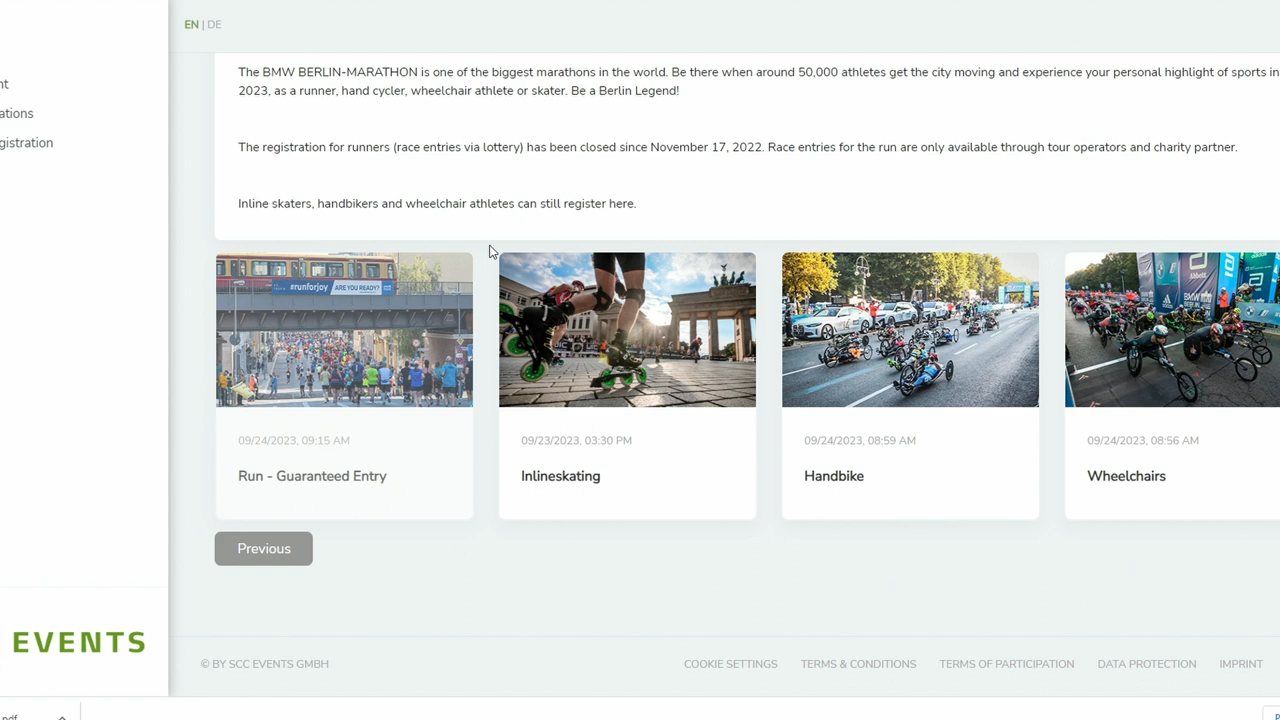 EN | DE
nt
ations
gistration
The BMW BERLIN-MARATHON is one of the biggest marathons in the world. Be there when around 50,000 athletes get the city moving and experience your personal highlight of sports in
2023, as a runner, hand cycler, wheelchair athlete or skater. Be a Berlin Legend!
The registration for runners (race entries via lottery) has been closed since November 17, 2022. Race entries for the run are only available through tour operators and charity partner.
Inline skaters, handbikers and wheelchair athletes can still register here.
#runforjoy ARE YOU READY?
09/24/2023, 09:15 AM
Run - Guaranteed Entry
09/23/2023, 03:30 PM
Inlineskating
09/24/2023, 08:59 AM
Handbike
Abbott
BMW
09/24/2023, 08:56 AM
Wheelchairs
Previous
EVENTS
© BY SCC EVENTS GMBH
COOKIE SETTINGS TERMS & CONDITIONS TERMS OF PARTICIPATION DATA PROTECTION IMPRINT
.pdf